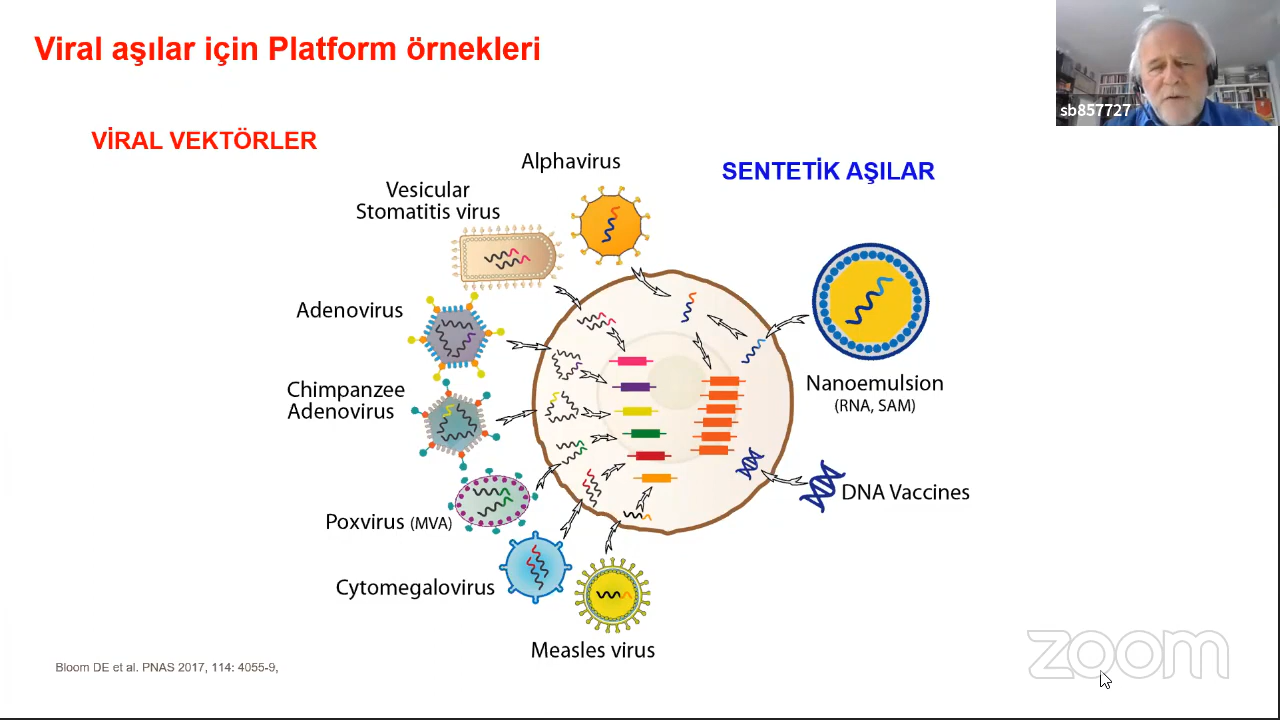 Viral aşılar için Platform örnekleri
sb857727
VİRAL VEKTÖRLER
Alphavirus
SENTETİK AŞILAR
Vesicular
Stomatitis virus
Adenovirus
Chimpanzee
Adenovirus
Nanoemulsion
(RNA, SAM)
DNA Vaccines
Poxvirus (MVA)
Cytomegalovirus
Measles virus
Bloom DE et al. PNAS 2017, 114: 4055-9,
zoom